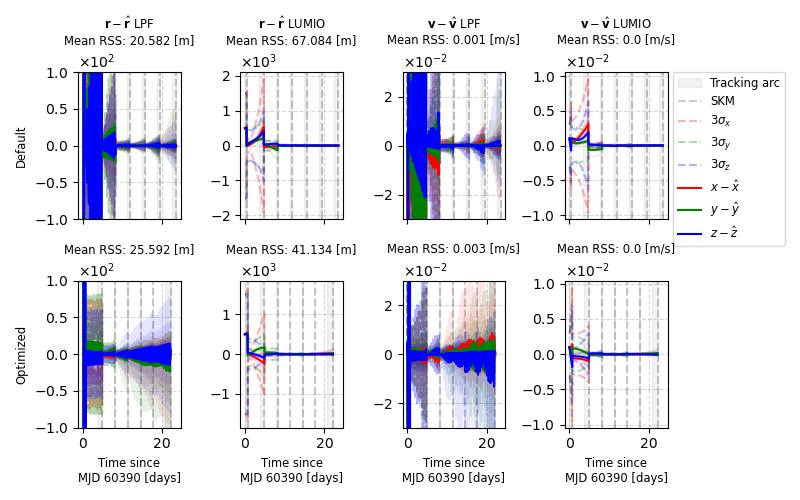 r − r̂ LPF
Mean RSS: 20.582 [m]
r − r̂ LUMIO
Mean RSS: 67.084 [m]
v − v̂ LPF
Mean RSS: 0.001 [m/s]
v − v̂ LUMIO
Mean RSS: 0.0 [m/s]
×10²
×10³
×10⁻²
×10⁻²
Default
1.0
0.5
0.0
−0.5
−1.0
2
1
0
−1
−2
2
0
−2
1.0
0.5
0.0
−0.5
−1.0
Tracking arc
SKM
3σx
3σy
3σz
x − x̂
y − ŷ
z − ẑ
Mean RSS: 25.592 [m]
Mean RSS: 41.134 [m]
Mean RSS: 0.003 [m/s]
Mean RSS: 0.0 [m/s]
×10²
×10³
×10⁻²
×10⁻²
Optimized
1.0
0.5
0.0
−0.5
−1.0
1
0
−1
2
0
−2
1.0
0.5
0.0
−0.5
−1.0
0 20
0 20
0 20
0 20
Time since
MJD 60390 [days]
Time since
MJD 60390 [days]
Time since
MJD 60390 [days]
Time since
MJD 60390 [days]